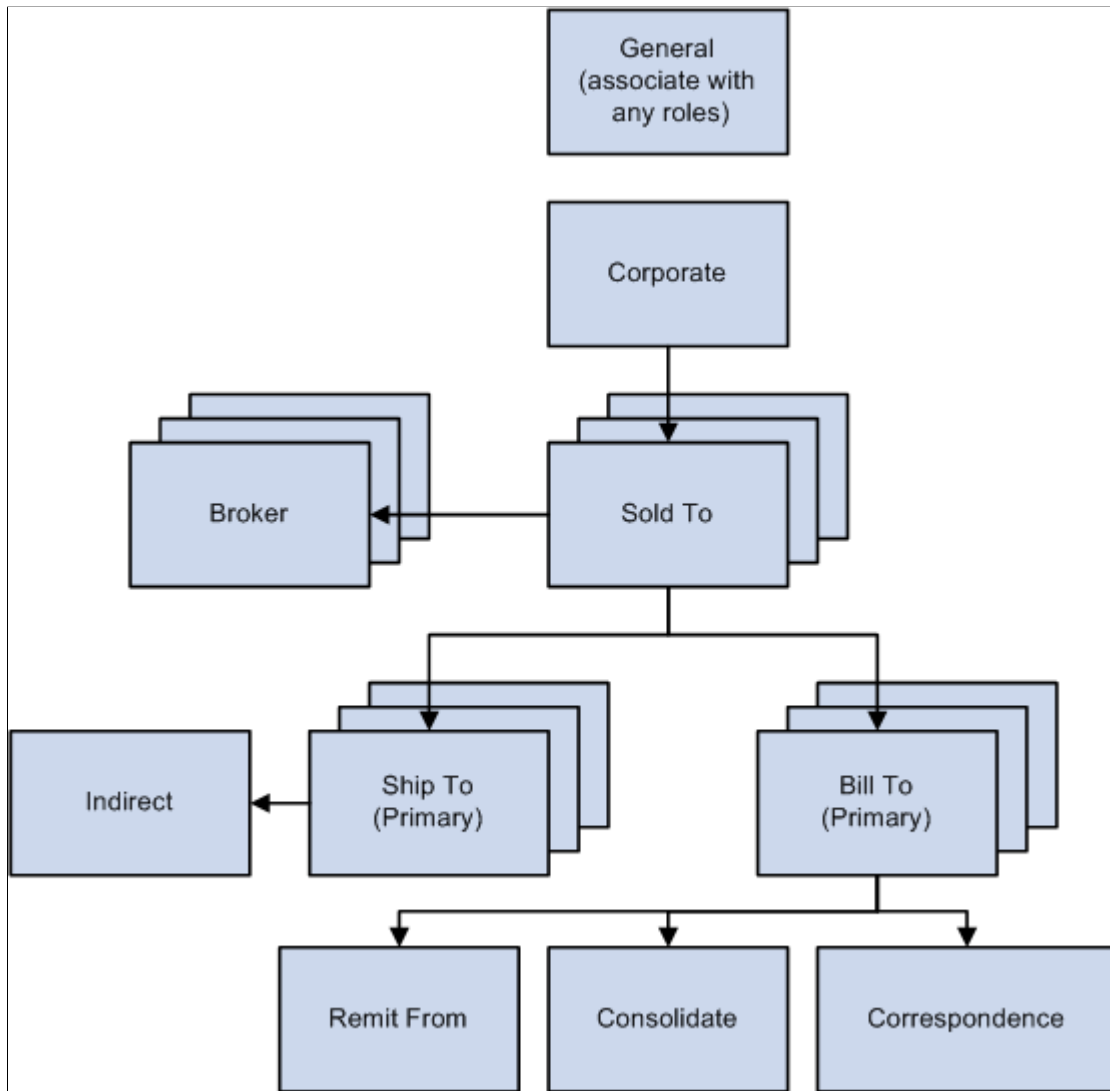 General
(associate with
any roles)
Corporate
Broker
Sold To
Indirect
Ship To
(Primary)
Bill To
(Primary)
Remit From
Consolidate
Correspondence